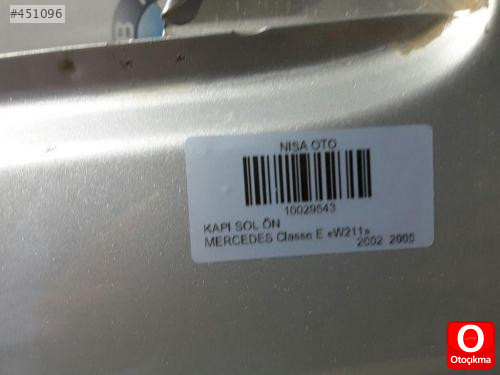 #451096
NISA OTO
10029543
KAPI SOL ÖN
MERCEDES Classe E «W211»
2002 2005
Otoçıkma